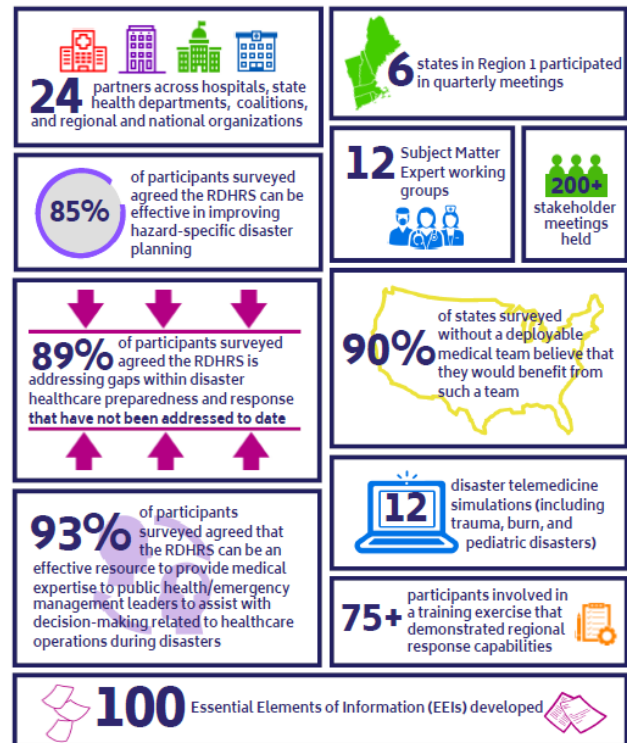 24 partners across hospitals, state
health departments, coalitions,
and regional and national organizations
6 states in Region 1 participated
in quarterly meetings
85%
of participants surveyed
agreed the RDHRS can be
effective in improving
hazard-specific disaster
planning
12 Subject Matter
Expert working
groups
200+
stakeholder
meetings
held
89% of participants surveyed
agreed the RDHRS is
addressing gaps within disaster
healthcare preparedness and response
that have not been addressed to date
90%
of states surveyed
without a deployable
medical team believe that
they would benefit from
such a team
93%
of participants
surveyed agreed that
the RDHRS can be an
effective resource to provide medical
expertise to public health/emergency
management leaders to assist with
decision-making related to healthcare
operations during disasters
12
disaster telemedicine
simulations (including
trauma, burn, and
pediatric disasters)
75+
participants involved in
a training exercise that
demonstrated regional
response capabilities
100 Essential Elements of Information (EEIs) developed